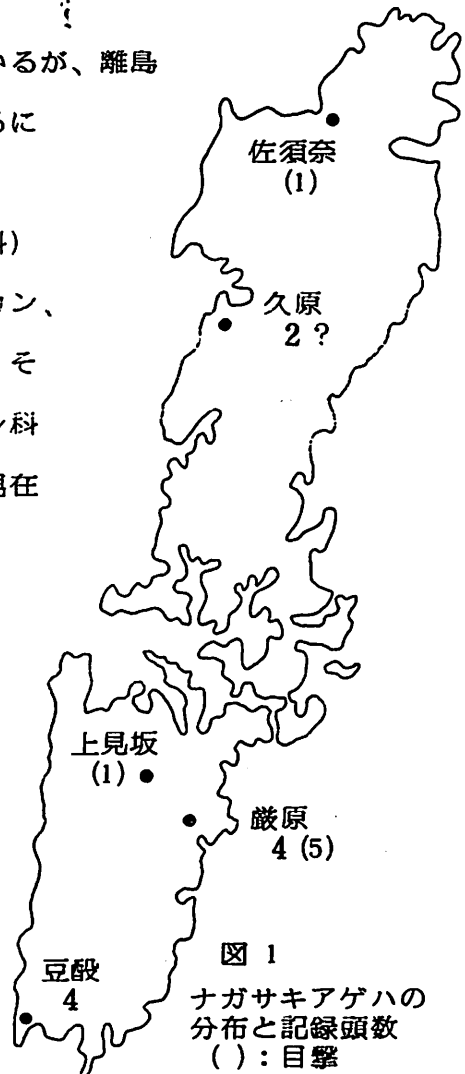 いるが、離島
るに
科)
ョン、
そ
ン科
現在
佐須奈
(1)
久原
2 ?
上見坂
(1)
厳原
4 (5)
豆酘
4
図 1
ナガサキアゲハの
分布と記録頭数
( ) : 目撃